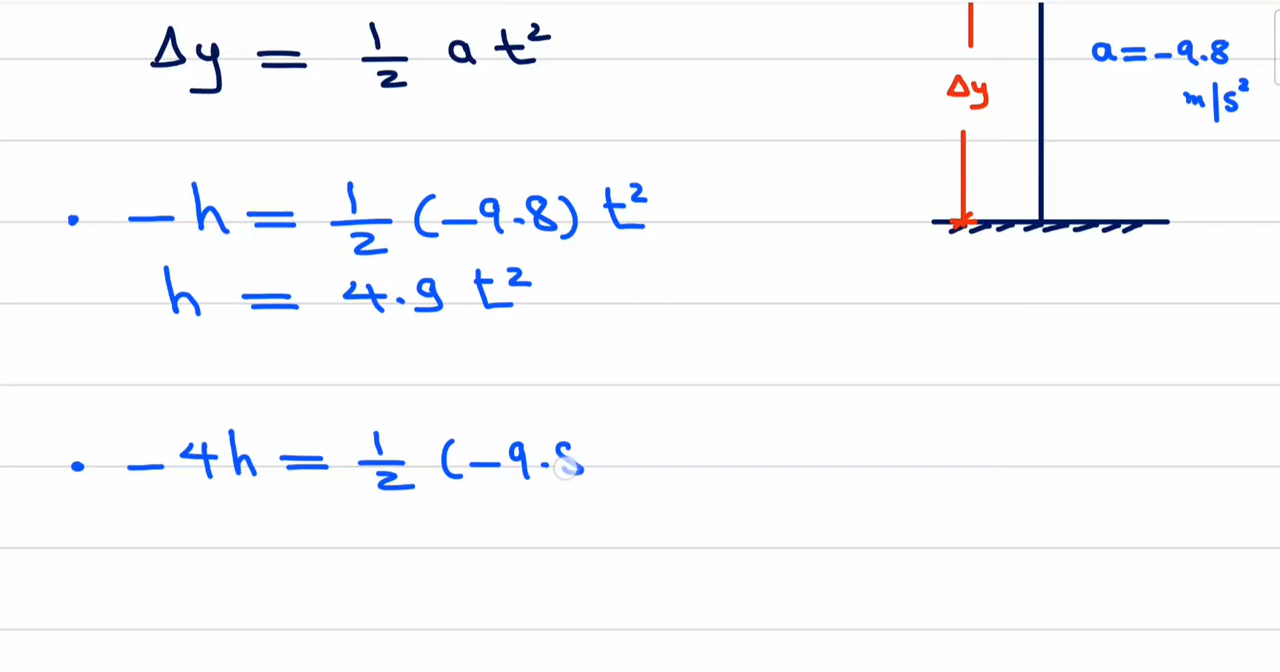 Δy = 1/2 a t²
a = -9.8
m/s²
Δy
· -h = 1/2 (-9.8) t²
h = 4.9 t²
· -4h = 1/2 (-9.8